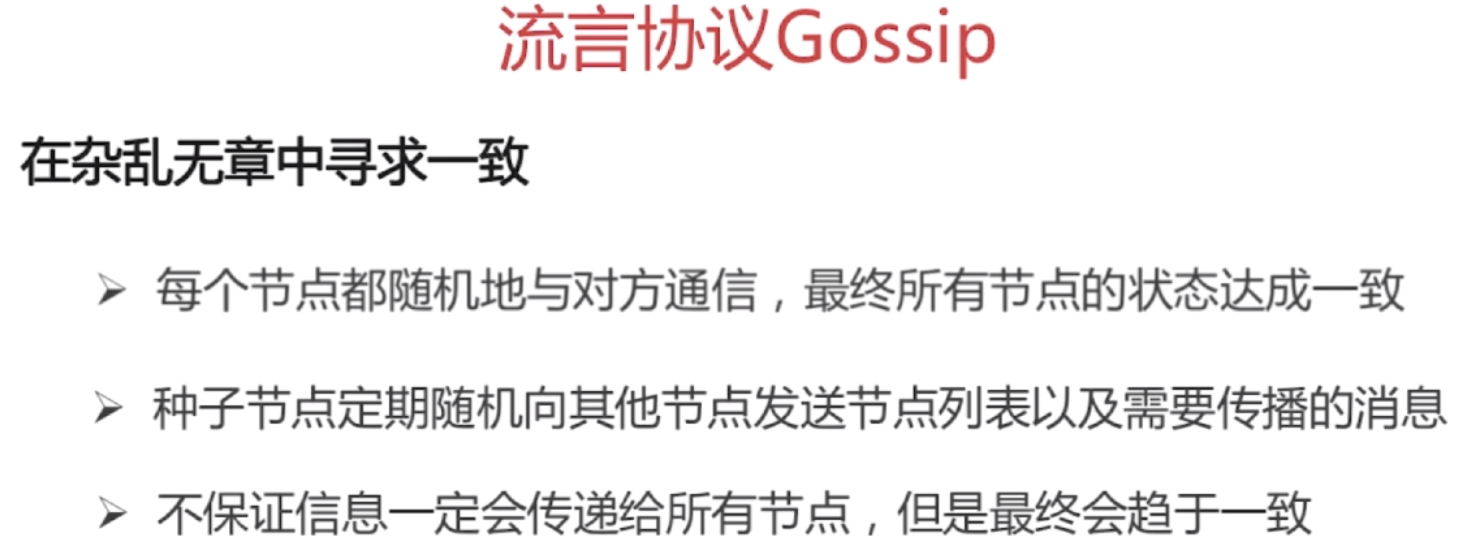 流言协议Gossip
在杂乱无章中寻求一致
➢ 每个节点都随机地与对方通信，最终所有节点的状态达成一致
➢ 种子节点定期随机向其他节点发送节点列表以及需要传播的消息
➢ 不保证信息一定会传递给所有节点，但是最终会趋于一致